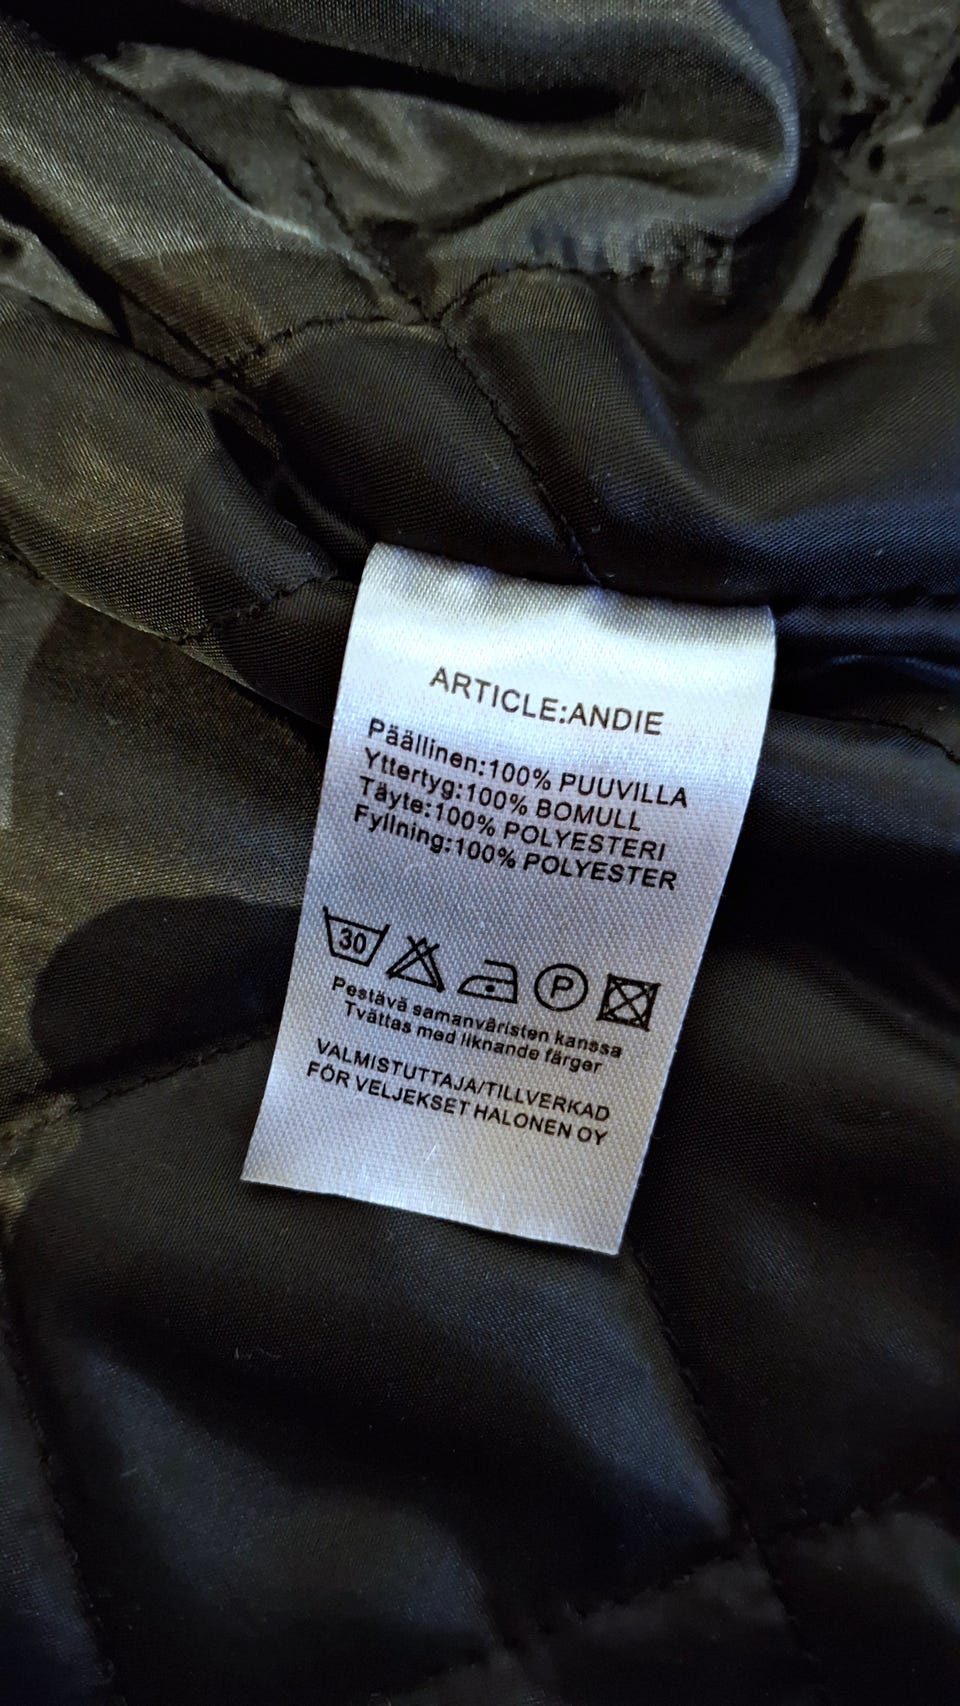 ARTICLE:ANDIE
Päällinen:100% PUUVILLA
Yttertyg:100% BOMULL
Täyte:100% POLYESTERI
Fyllning:100% POLYESTER
30 P
Pestävä samanväristen kanssa
Tvättas med liknande färger
VALMISTUTTAJA/TILLVERKAD
FÖR VELJEKSET HALONEN OY